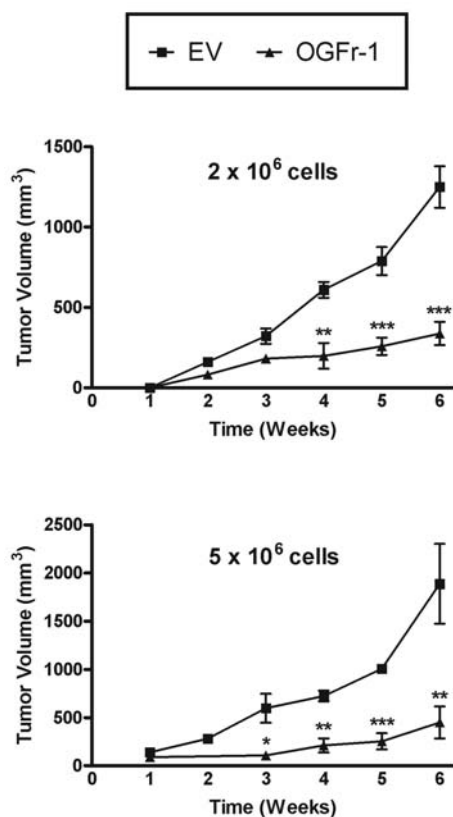 EV OGFr-1
2 x 10⁶ cells
Tumor Volume (mm³)
1500
1000
500
0
** *** ***
0 1 2 3 4 5 6
Time (Weeks)
5 x 10⁶ cells
Tumor Volume (mm³)
2500
2000
1500
1000
500
0
* ** *** **
0 1 2 3 4 5 6
Time (Weeks)